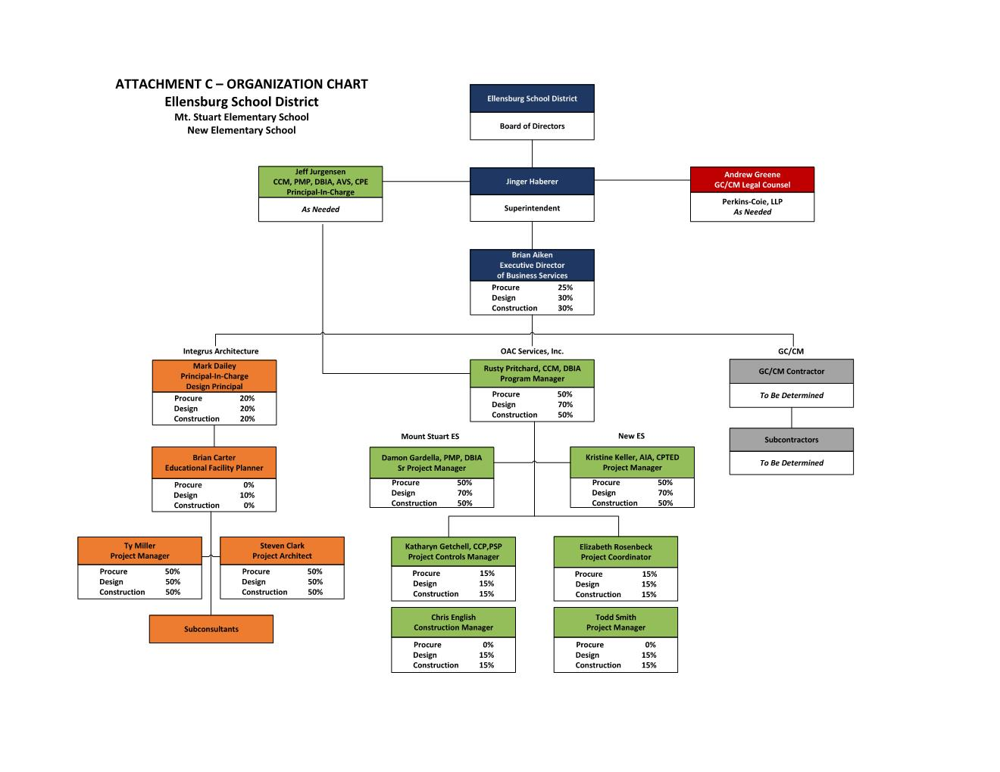 ATTACHMENT C – ORGANIZATION CHART
Ellensburg School District
Mt. Stuart Elementary School
New Elementary School
Ellensburg School District
Board of Directors
Jeff Jurgensen
CCM, PMP, DBIA, AVS, CPE
Principal-In-Charge
As Needed
Jinger Haberer
Superintendent
Andrew Greene
GC/CM Legal Counsel
Perkins-Coie, LLP
As Needed
Brian Aiken
Executive Director
of Business Services
Procure 25%
Design 30%
Construction 30%
Integrus Architecture
Mark Dailey
Principal-In-Charge
Design Principal
Procure 20%
Design 20%
Construction 20%
OAC Services, Inc.
Rusty Pritchard, CCM, DBIA
Program Manager
Procure 50%
Design 70%
Construction 50%
GC/CM
GC/CM Contractor
To Be Determined
Subcontractors
To Be Determined
Brian Carter
Educational Facility Planner
Procure 0%
Design 10%
Construction 0%
Mount Stuart ES
Damon Gardella, PMP, DBIA
Sr Project Manager
Procure 50%
Design 70%
Construction 50%
New ES
Kristine Keller, AIA, CPTED
Project Manager
Procure 50%
Design 70%
Construction 50%
Ty Miller
Project Manager
Procure 50%
Design 50%
Construction 50%
Steven Clark
Project Architect
Procure 50%
Design 50%
Construction 50%
Subconsultants
Katharyn Getchell, CCP,PSP
Project Controls Manager
Procure 15%
Design 15%
Construction 15%
Elizabeth Rosenbeck
Project Coordinator
Procure 15%
Design 15%
Construction 15%
Chris English
Construction Manager
Procure 0%
Design 15%
Construction 15%
Todd Smith
Project Manager
Procure 0%
Design 15%
Construction 15%